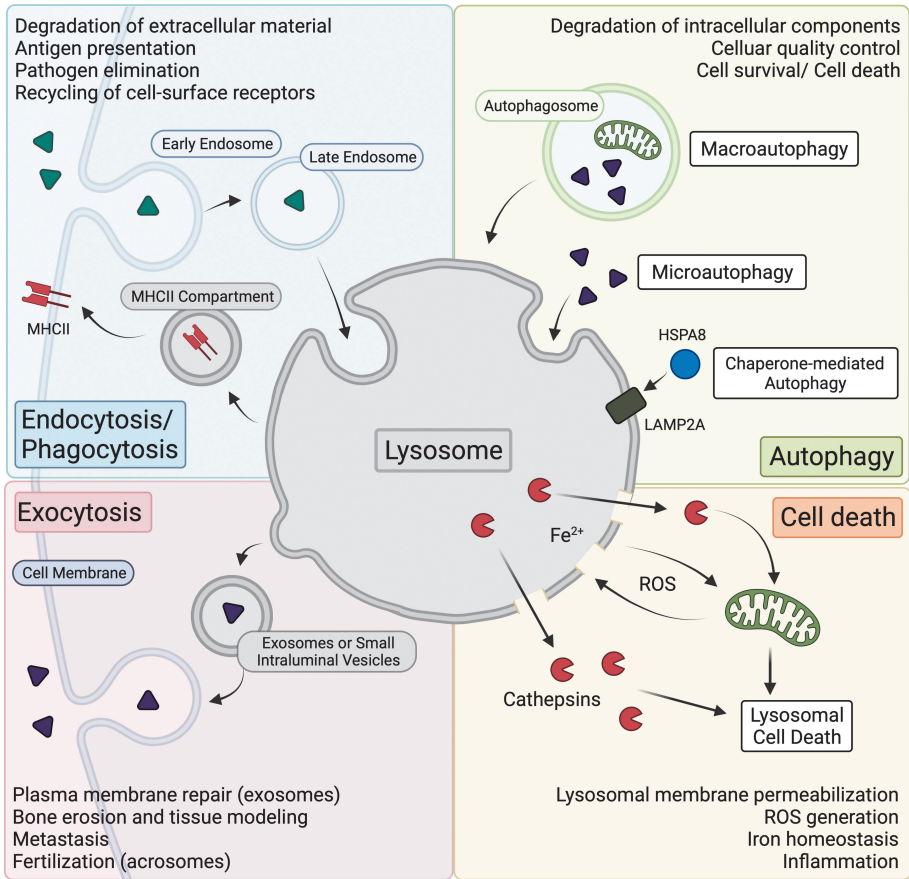 Degradation of extracellular material
Antigen presentation
Pathogen elimination
Recycling of cell-surface receptors
Early Endosome
Late Endosome
MHCII Compartment
MHCII
Endocytosis/
Phagocytosis
Degradation of intracellular components
Celluar quality control
Cell survival/ Cell death
Autophagosome
Macroautophagy
Microautophagy
HSPA8
Chaperone-mediated
Autophagy
LAMP2A
Autophagy
Lysosome
Exocytosis
Cell Membrane
Exosomes or Small
Intraluminal Vesicles
Plasma membrane repair (exosomes)
Bone erosion and tissue modeling
Metastasis
Fertilization (acrosomes)
Cell death
Fe²⁺
ROS
Cathepsins
Lysosomal
Cell Death
Lysosomal membrane permeabilization
ROS generation
Iron homeostasis
Inflammation